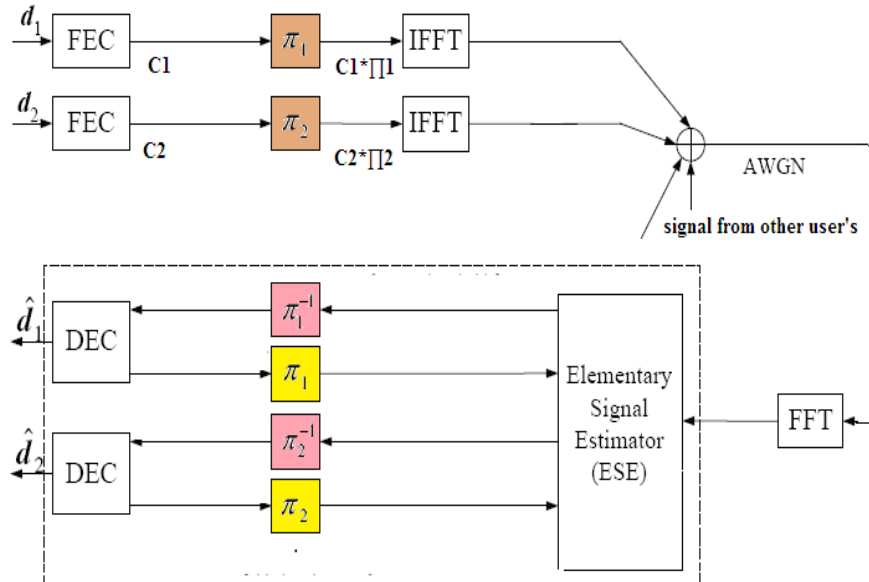 d₁ FEC C1 π₁ C1*∏1 IFFT
d₂ FEC C2 π₂ C2*∏2 IFFT
AWGN
signal from other user's
d̂₁ DEC π₁⁻¹
π₁
d̂₂ DEC π₂⁻¹
π₂
Elementary
Signal
Estimator
(ESE)
FFT